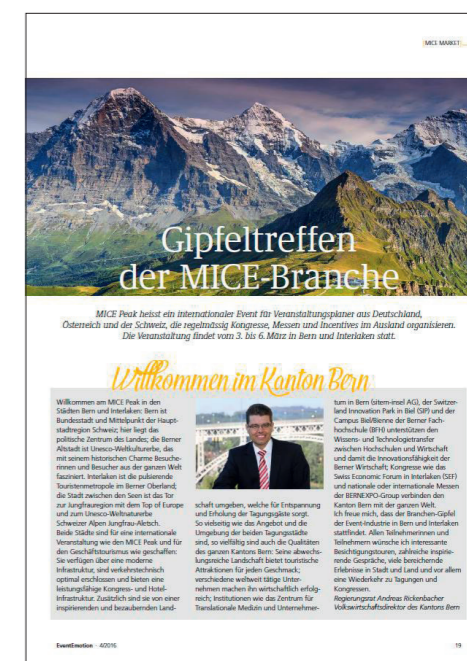 MICE MARKET
Gipfeltreffen
der MICE-Branche
MICE Peak heisst ein internationaler Event für Veranstaltungsplaner aus Deutschland,
Österreich und der Schweiz, die regelmässig Kongresse, Messen und Incentives im Ausland organisieren.
Die Veranstaltung findet vom 3. bis 6. März in Bern und Interlaken statt.
Willkommen im Kanton Bern
Willkommen am MICE Peak in den
Städten Bern und Interlaken: Bern ist
Bundesstadt und Mittelpunkt der Haupt-
stadtregion Schweiz; hier liegt das
politische Zentrum des Landes; die Berner
Altstadt ist Unesco-Weltkulturerbe, das
mit seinem historischen Charme Besuche-
rinnen und Besucher aus der ganzen Welt
fasziniert. Interlaken ist die pulsierende
Touristenmetropole im Berner Oberland;
die Stadt zwischen den Seen ist das Tor
zur Jungfrauregion mit dem Top of Europe
und zum Unesco-Weltnaturerbe
Schweizer Alpen Jungfrau-Aletsch.
Beide Städte sind für eine internationale
Veranstaltung wie den MICE Peak und für
den Geschäftstourismus wie geschaffen:
Sie verfügen über eine moderne
Infrastruktur, sind verkehrstechnisch
optimal erschlossen und bieten eine
leistungsfähige Kongress- und Hotel-
Infrastruktur. Zusätzlich sind sie von einer
inspirierenden und bezaubernden Land-
schaft umgeben, welche für Entspannung
und Erholung der Tagungsgäste sorgt.
So vielseitig wie das Angebot und die
Umgebung der beiden Tagungsstädte
sind, so vielfältig sind auch die Qualitäten
des ganzen Kantons Bern: Seine abwechs-
lungsreiche Landschaft bietet touristische
Attraktionen für jeden Geschmack;
verschiedene weltweit tätige Unter-
nehmen machen ihn wirtschaftlich erfolg-
reich; Institutionen wie das Zentrum für
Translationale Medizin und Unternehmer-
tum in Bern (sitem-insel AG), der Switzer-
land Innovation Park in Biel (SIP) und der
Campus Biel/Bienne der Berner Fach-
hochschule (BFH) unterstützen den
Wissens- und Technologietransfer
zwischen Hochschulen und Wirtschaft
und damit die Innovationsfähigkeit der
Berner Wirtschaft; Kongresse wie das
Swiss Economic Forum in Interlaken (SEF)
und nationale oder internationale Messen
der BERNEXPO-Group verbinden den
Kanton Bern mit der ganzen Welt.
Ich freue mich, dass der Branchen-Gipfel
der Event-Industrie in Bern und Interlaken
stattfindet. Allen Teilnehmerinnen und
Teilnehmern wünsche ich interessante
Besichtigungstouren, zahlreiche inspirie-
rende Gespräche, viele bereichernde
Erlebnisse in Stadt und Land und vor allem
eine Wiederkehr zu Tagungen und
Kongressen.
Regierungsrat Andreas Rickenbacher
Volkswirtschaftsdirektor des Kantons Bern
EventEmotion · 4/2015
19